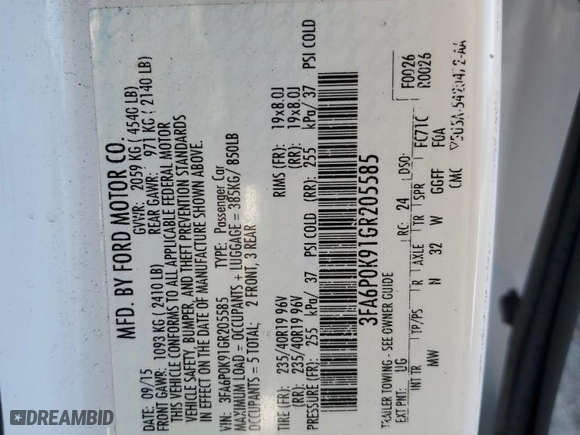 MFD. BY FORD MOTOR CO.
DATE: 09/15 GVWR: 2059 KG ( 4540 LB)
FRONT GAWR: 1093 KG ( 2410 LB) REAR GAWR: 971 KG ( 2140 LB)
THIS VEHICLE CONFORMS TO ALL APPLICABLE FEDERAL MOTOR
VEHICLE SAFETY, BUMPER, AND THEFT PREVENTION STANDARDS
IN EFFECT ON THE DATE OF MANUFACTURE SHOWN ABOVE.
VIN: 3FA6P0K91GR205585 TYPE: Passenger Car
MAXIMUM LOAD = OCCUPANTS + LUGGAGE = 385KG/ 850LB
OCCUPANTS = 5 TOTAL: 2 FRONT, 3 REAR
TIRE (FR): 235/40R19 96V RIMS (FR): 19x8.0J
(RR): 235/40R19 96V (RR): 19x8.0J
PRESSURE (FR): 255 kPa/ 37 PSI COLD (RR): 255 kPa/ 37 PSI COLD
3FA6P0K91GR205585
TRAILER TOWING - SEE OWNER GUIDE
F0026
EXT PNT: UG RC: 24 DSO: R0026
INT TR TP/PS R AXLE TR SPR FC71C
MW N 32 W GGFF FOA
CMC
DREAMBID